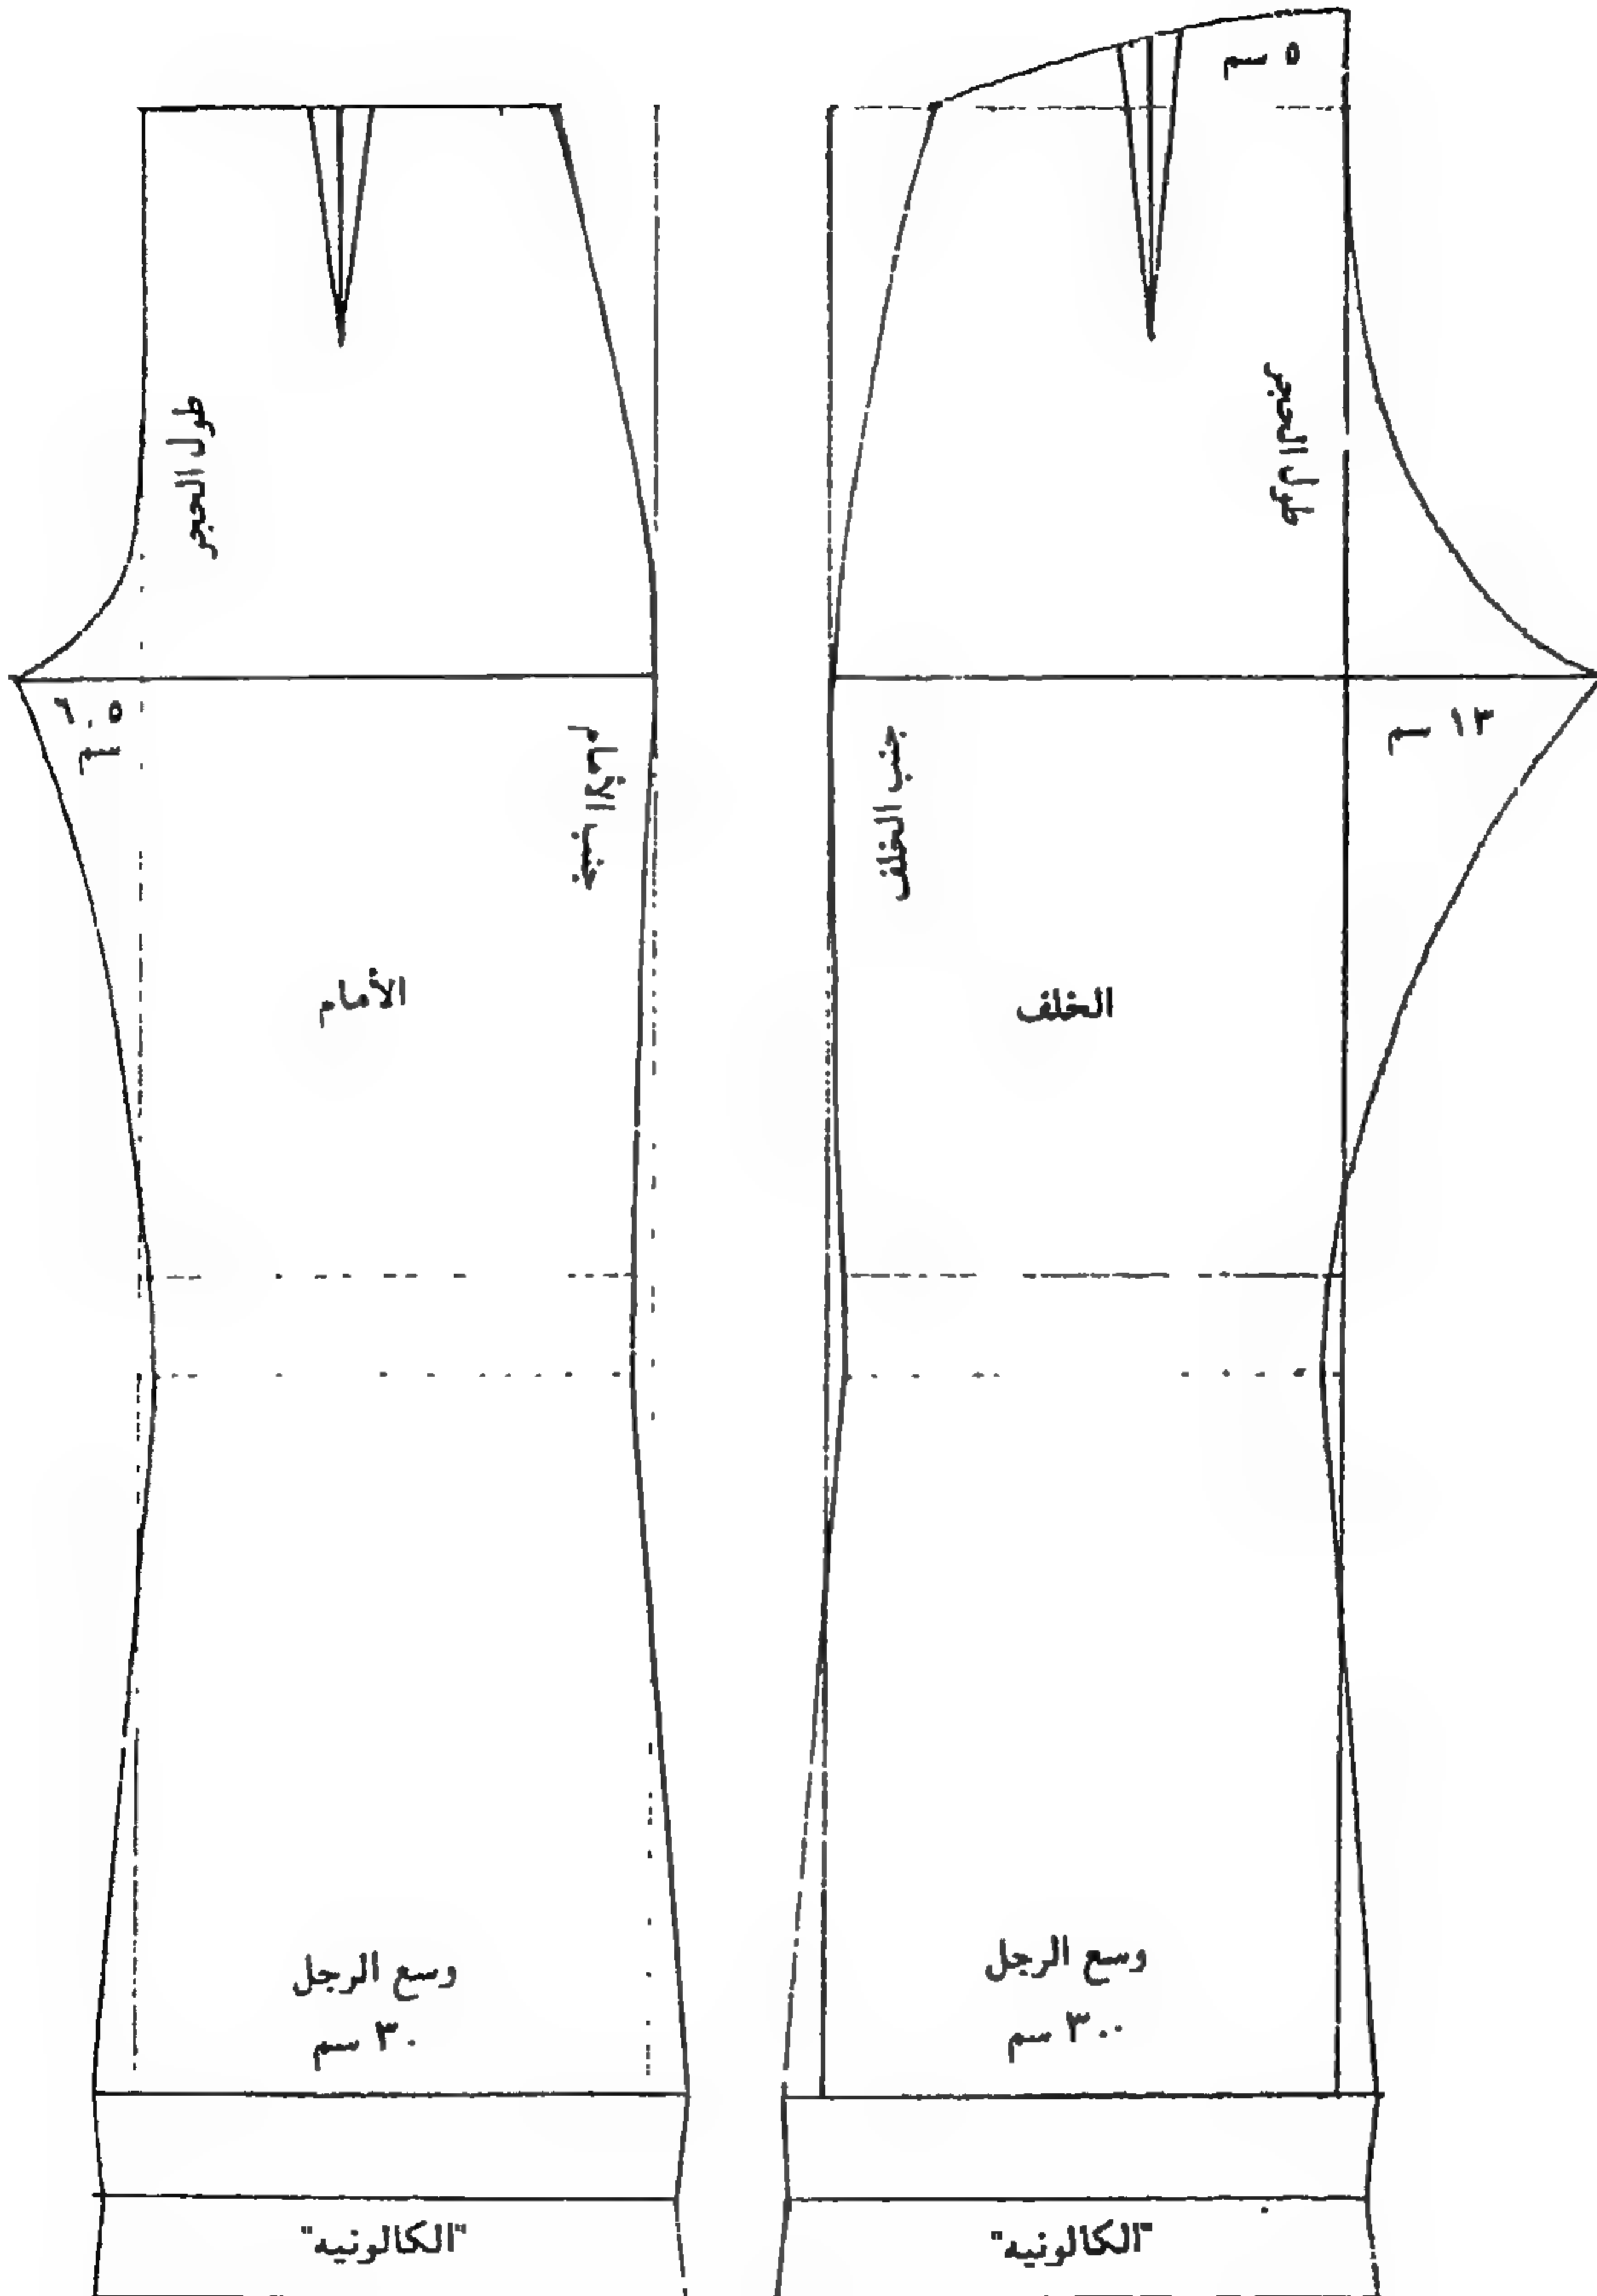 ٥ سم
طول الحجر
طول الحجر
٦.٥
سم
١٣ سم
جنب الأمام
جنب الخلف
الأمام
الخلف
وسع الرجل
٣٠ سم
وسع الرجل
٣٠ سم
"الكالونيه"
"الكالونيه"